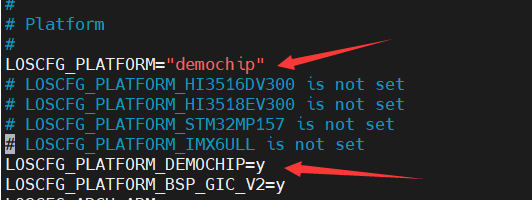 #
# Platform
#
LOSCFG_PLATFORM="demochip"
# LOSCFG_PLATFORM_HI3516DV300 is not set
# LOSCFG_PLATFORM_HI3518EV300 is not set
# LOSCFG_PLATFORM_STM32MP157 is not set
# LOSCFG_PLATFORM_IMX6ULL is not set
LOSCFG_PLATFORM_DEMOCHIP=y
LOSCFG_PLATFORM_BSP_GIC_V2=y